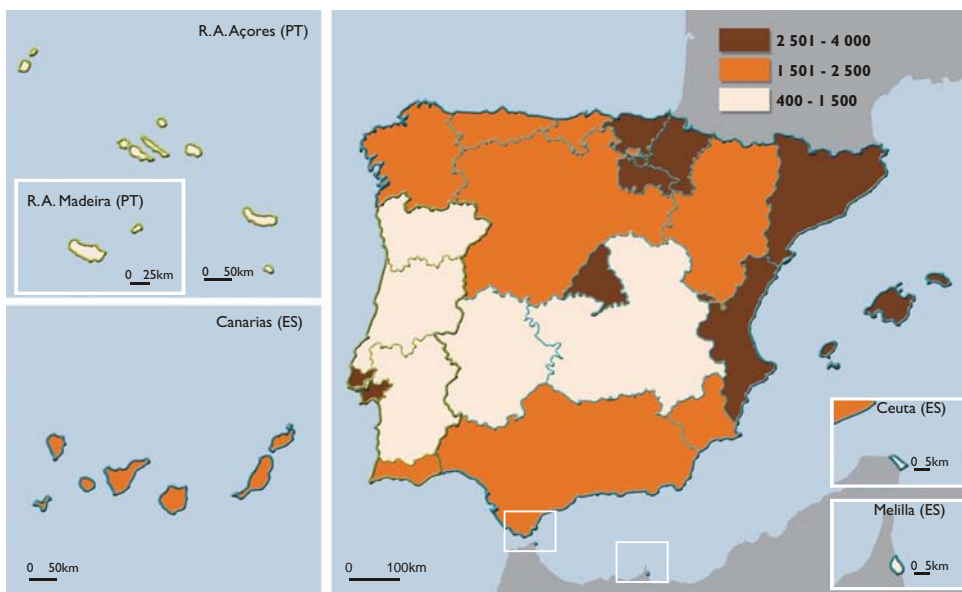 R.A.Açores (PT)
R.A. Madeira (PT)
0 25km
0 50km
Canarias (ES)
0 50km
2 501 - 4 000
1 501 - 2 500
400 - 1 500
0 100km
Ceuta (ES)
0 5km
Melilla (ES)
0 5km